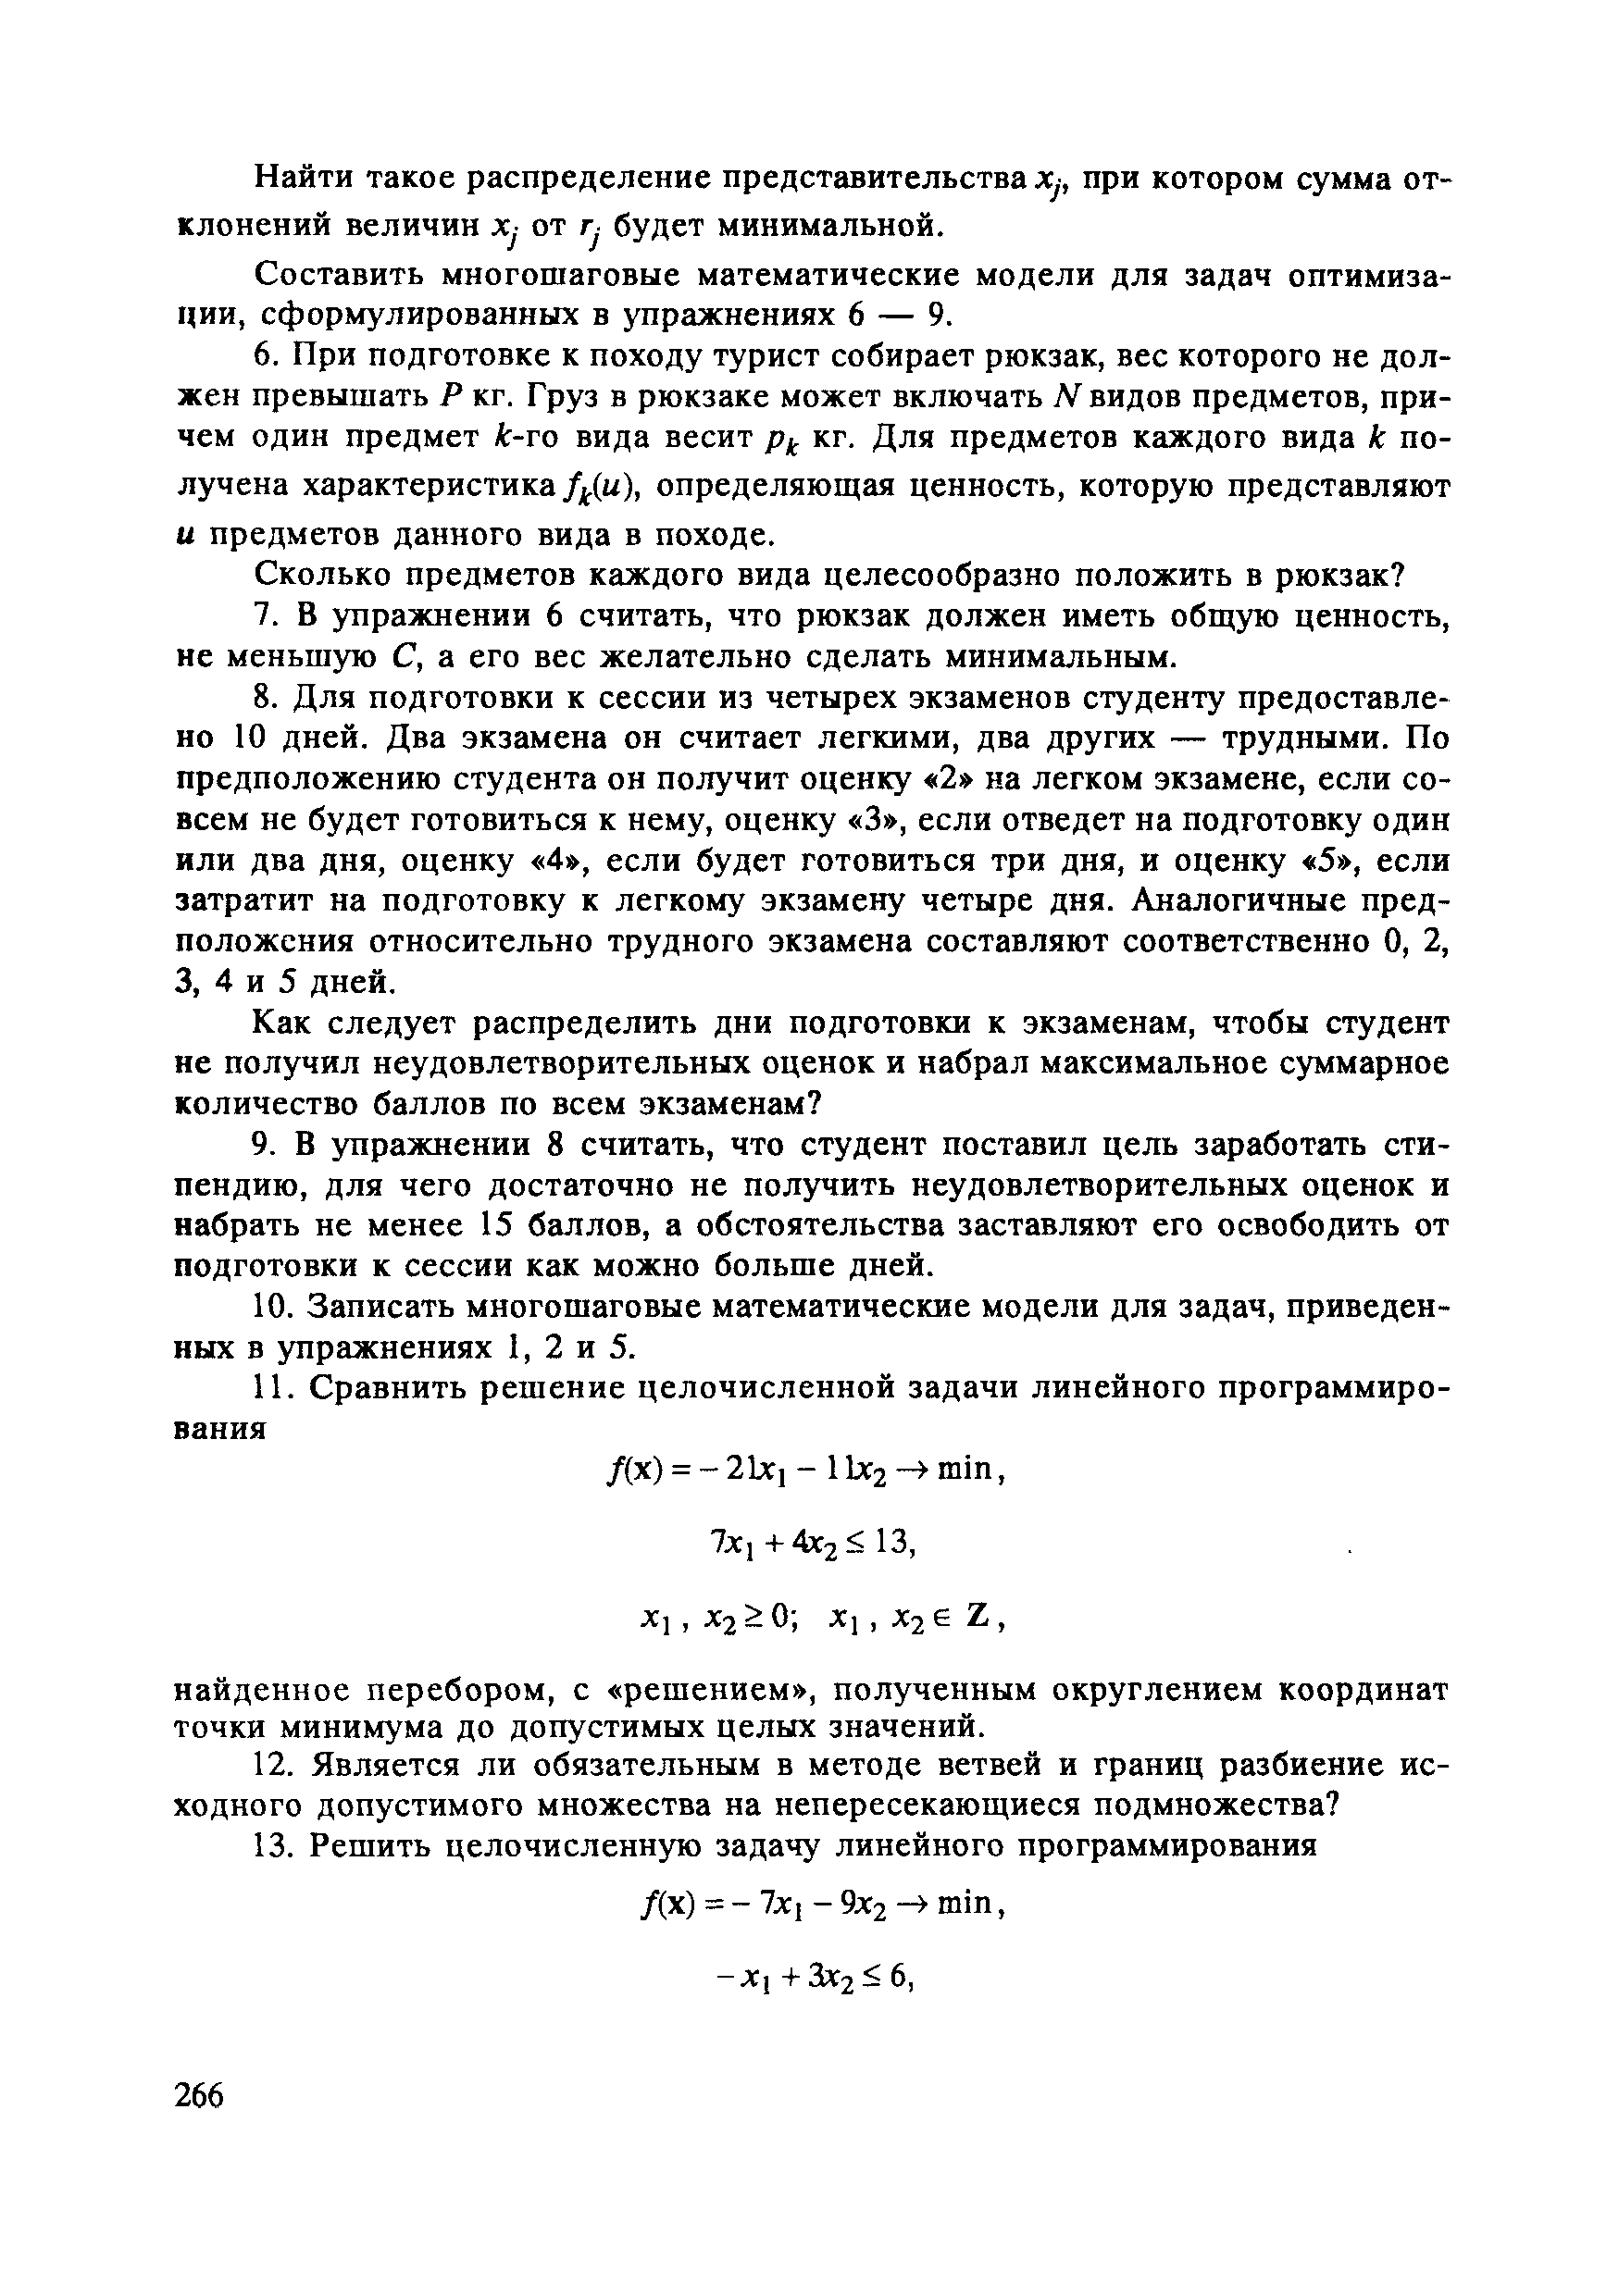 Найти такое распределение представительства xⱼ, при котором сумма от-
клонений величин xⱼ от rⱼ будет минимальной.
Составить многошаговые математические модели для задач оптимиза-
ции, сформулированных в упражнениях 6 — 9.
6. При подготовке к походу турист собирает рюкзак, вес которого не дол-
жен превышать P кг. Груз в рюкзаке может включать N видов предметов, при-
чем один предмет k-го вида весит pₖ кг. Для предметов каждого вида k по-
лучена характеристика fₖ(u), определяющая ценность, которую представляют
u предметов данного вида в походе.
Сколько предметов каждого вида целесообразно положить в рюкзак?
7. В упражнении 6 считать, что рюкзак должен иметь общую ценность,
не меньшую C, а его вес желательно сделать минимальным.
8. Для подготовки к сессии из четырех экзаменов студенту предоставле-
но 10 дней. Два экзамена он считает легкими, два других — трудными. По
предположению студента он получит оценку «2» на легком экзамене, если со-
всем не будет готовиться к нему, оценку «3», если отведет на подготовку один
или два дня, оценку «4», если будет готовиться три дня, и оценку «5», если
затратит на подготовку к легкому экзамену четыре дня. Аналогичные пред-
положения относительно трудного экзамена составляют соответственно 0, 2,
3, 4 и 5 дней.
Как следует распределить дни подготовки к экзаменам, чтобы студент
не получил неудовлетворительных оценок и набрал максимальное суммарное
количество баллов по всем экзаменам?
9. В упражнении 8 считать, что студент поставил цель заработать сти-
пендию, для чего достаточно не получить неудовлетворительных оценок и
набрать не менее 15 баллов, а обстоятельства заставляют его освободить от
подготовки к сессии как можно больше дней.
10. Записать многошаговые математические модели для задач, приведен-
ных в упражнениях 1, 2 и 5.
11. Сравнить решение целочисленной задачи линейного программиро-
вания
f(x) = − 21x₁ − 11x₂ → min,
7x₁ + 4x₂ ≤ 13,
x₁ , x₂ ≥ 0; x₁ , x₂ ∈ Z,
найденное перебором, с «решением», полученным округлением координат
точки минимума до допустимых целых значений.
12. Является ли обязательным в методе ветвей и границ разбиение ис-
ходного допустимого множества на непересекающиеся подмножества?
13. Решить целочисленную задачу линейного программирования
f(x) = − 7x₁ − 9x₂ → min,
− x₁ + 3x₂ ≤ 6,
266